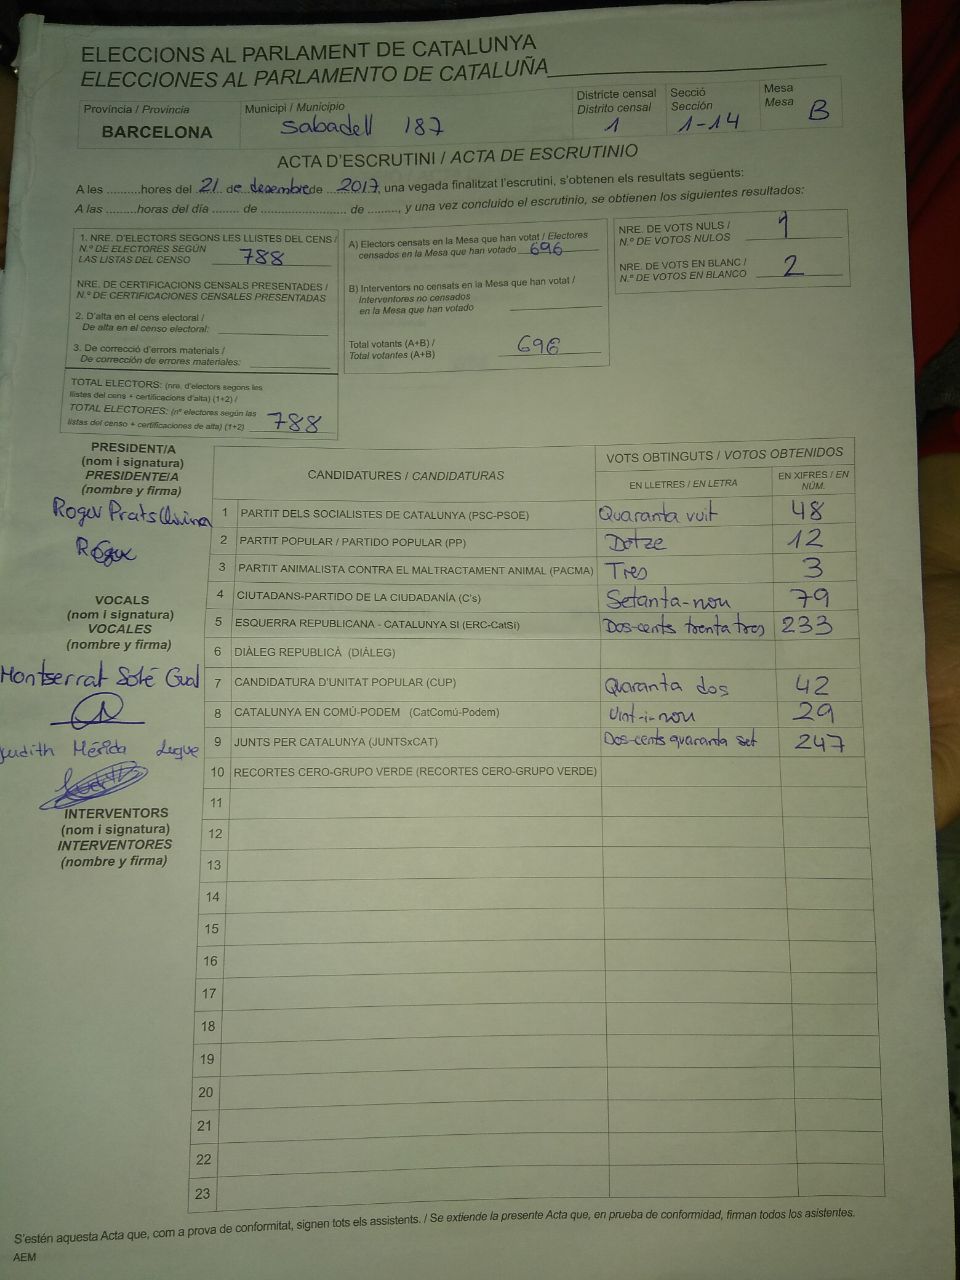 ELECCIONS AL PARLAMENT DE CATALUNYA
ELECCIONES AL PARLAMENTO DE CATALUÑA
Província / Provincia
BARCELONA
Municipi / Municipio
Sabadell 187
Districte censal
Distrito censal
1
Secció
Sección
1-14
Mesa
Mesa
B
ACTA D'ESCRUTINI / ACTA DE ESCRUTINIO
A les ..........hores del 21 de desembre de 2017, una vegada finalitzat l'escrutini, s'obtenen els resultats següents:
A las .........horas del día ........ de .......................... de ........., y una vez concluido el escrutinio, se obtienen los siguientes resultados:
1. NRE. D'ELECTORS SEGONS LES LLISTES DEL CENS /
N.º DE ELECTORES SEGÚN
LAS LISTAS DEL CENSO 788
NRE. DE CERTIFICACIONS CENSALS PRESENTADES /
N.º DE CERTIFICACIONES CENSALES PRESENTADAS
2. D'alta en el cens electoral /
De alta en el censo electoral:
3. De correcció d'errors materials /
De corrección de errores materiales:
TOTAL ELECTORS: (nre. d'electors segons les
llistes del cens + certificacions d'alta) (1+2) /
TOTAL ELECTORES: (nº electores según las
listas del censo + certificaciones de alta) (1+2) 788
A) Electors censats en la Mesa que han votat / Electores
censados en la Mesa que han votado 696
B) Interventors no censats en la Mesa que han votat /
Interventores no censados
en la Mesa que han votado
Total votants (A+B) /
Total votantes (A+B) 696
NRE. DE VOTS NULS /
N.º DE VOTOS NULOS 1
NRE. DE VOTS EN BLANC /
N.º DE VOTOS EN BLANCO 2
PRESIDENT/A
(nom i signatura)
PRESIDENTE/A
(nombre y firma)
Roger Prats
Roger
VOCALS
(nom i signatura)
VOCALES
(nombre y firma)
Montserrat Solé Gual
Judith Mérida Luque
INTERVENTORS
(nom i signatura)
INTERVENTORES
(nombre y firma)
CANDIDATURES / CANDIDATURAS
VOTS OBTINGUTS / VOTOS OBTENIDOS
EN LLETRES / EN LETRA
EN XIFRES / EN
NÚM.
1 PARTIT DELS SOCIALISTES DE CATALUNYA (PSC-PSOE) Quaranta vuit 48
2 PARTIT POPULAR / PARTIDO POPULAR (PP) Dotze 12
3 PARTIT ANIMALISTA CONTRA EL MALTRACTAMENT ANIMAL (PACMA) Tres 3
4 CIUTADANS-PARTIDO DE LA CIUDADANÍA (C's) Setanta-nou 79
5 ESQUERRA REPUBLICANA - CATALUNYA SÍ (ERC-CatSí) Dos-cents trenta tres 233
6 DIÀLEG REPUBLICÀ (DIÀLEG)
7 CANDIDATURA D'UNITAT POPULAR (CUP) Quaranta dos 42
8 CATALUNYA EN COMÚ-PODEM (CatComú-Podem) Vint-i-nou 29
9 JUNTS PER CATALUNYA (JUNTSxCAT) Dos-cents quaranta set 247
10 RECORTES CERO-GRUPO VERDE (RECORTES CERO-GRUPO VERDE)
11
12
13
14
15
16
17
18
19
20
21
22
23
S'estén aquesta Acta que, com a prova de conformitat, signen tots els assistents. / Se extiende la presente Acta que, en prueba de conformidad, firman todos los asistentes.
AEM